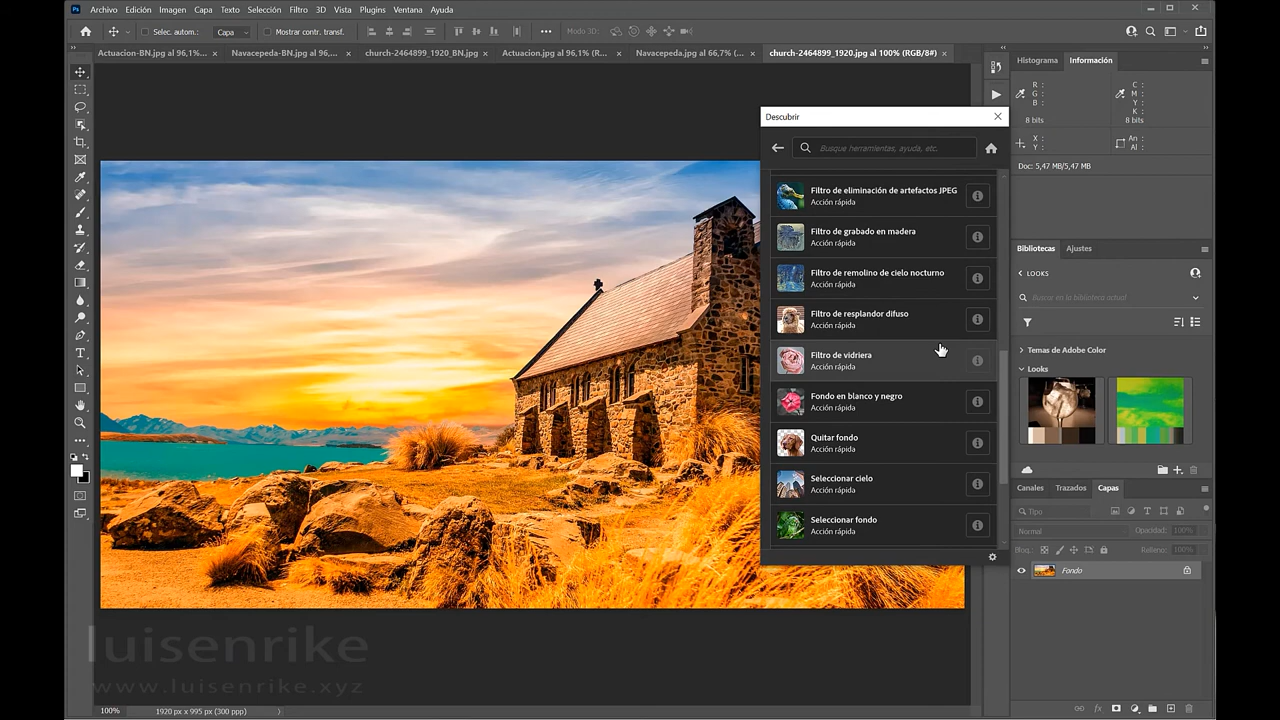 Ps Archivo Edición Imagen Capa Texto Selección Filtro 3D Vista Plugins Ventana Ayuda
Selec. autom.: Capa Mostrar contr. transf. Modo 3D:
Actuacion-BN.jpg al 96,1%... Navacepeda-BN.jpg al 96,... church-2464899_1920_BN.jpg Actuacion.jpg al 96,1% (R... Navacepeda.jpg al 66,7% (... church-2464899_1920.jpg al 100% (RGB/8#)
Histograma Información
R : C :
G : M :
B : Y :
K :
8 bits 8 bits
X : An :
Y : Al :
Doc: 5,47 MB/5,47 MB
Descubrir
Busque herramientas, ayuda, etc.
Filtro de eliminación de artefactos JPEG
Acción rápida
Filtro de grabado en madera
Acción rápida
Filtro de remolino de cielo nocturno
Acción rápida
Filtro de resplandor difuso
Acción rápida
Filtro de vidriera
Acción rápida
Fondo en blanco y negro
Acción rápida
Quitar fondo
Acción rápida
Seleccionar cielo
Acción rápida
Seleccionar fondo
Acción rápida
Bibliotecas Ajustes
LOOKS
Buscar en la biblioteca actual
Temas de Adobe Color
Looks
Canales Trazados Capas
Tipo
Normal Opacidad: 100%
Bloq.: Relleno: 100%
Fondo
luisenrike
www.luisenrike.xyz
100% 1920 px x 995 px (300 ppp)